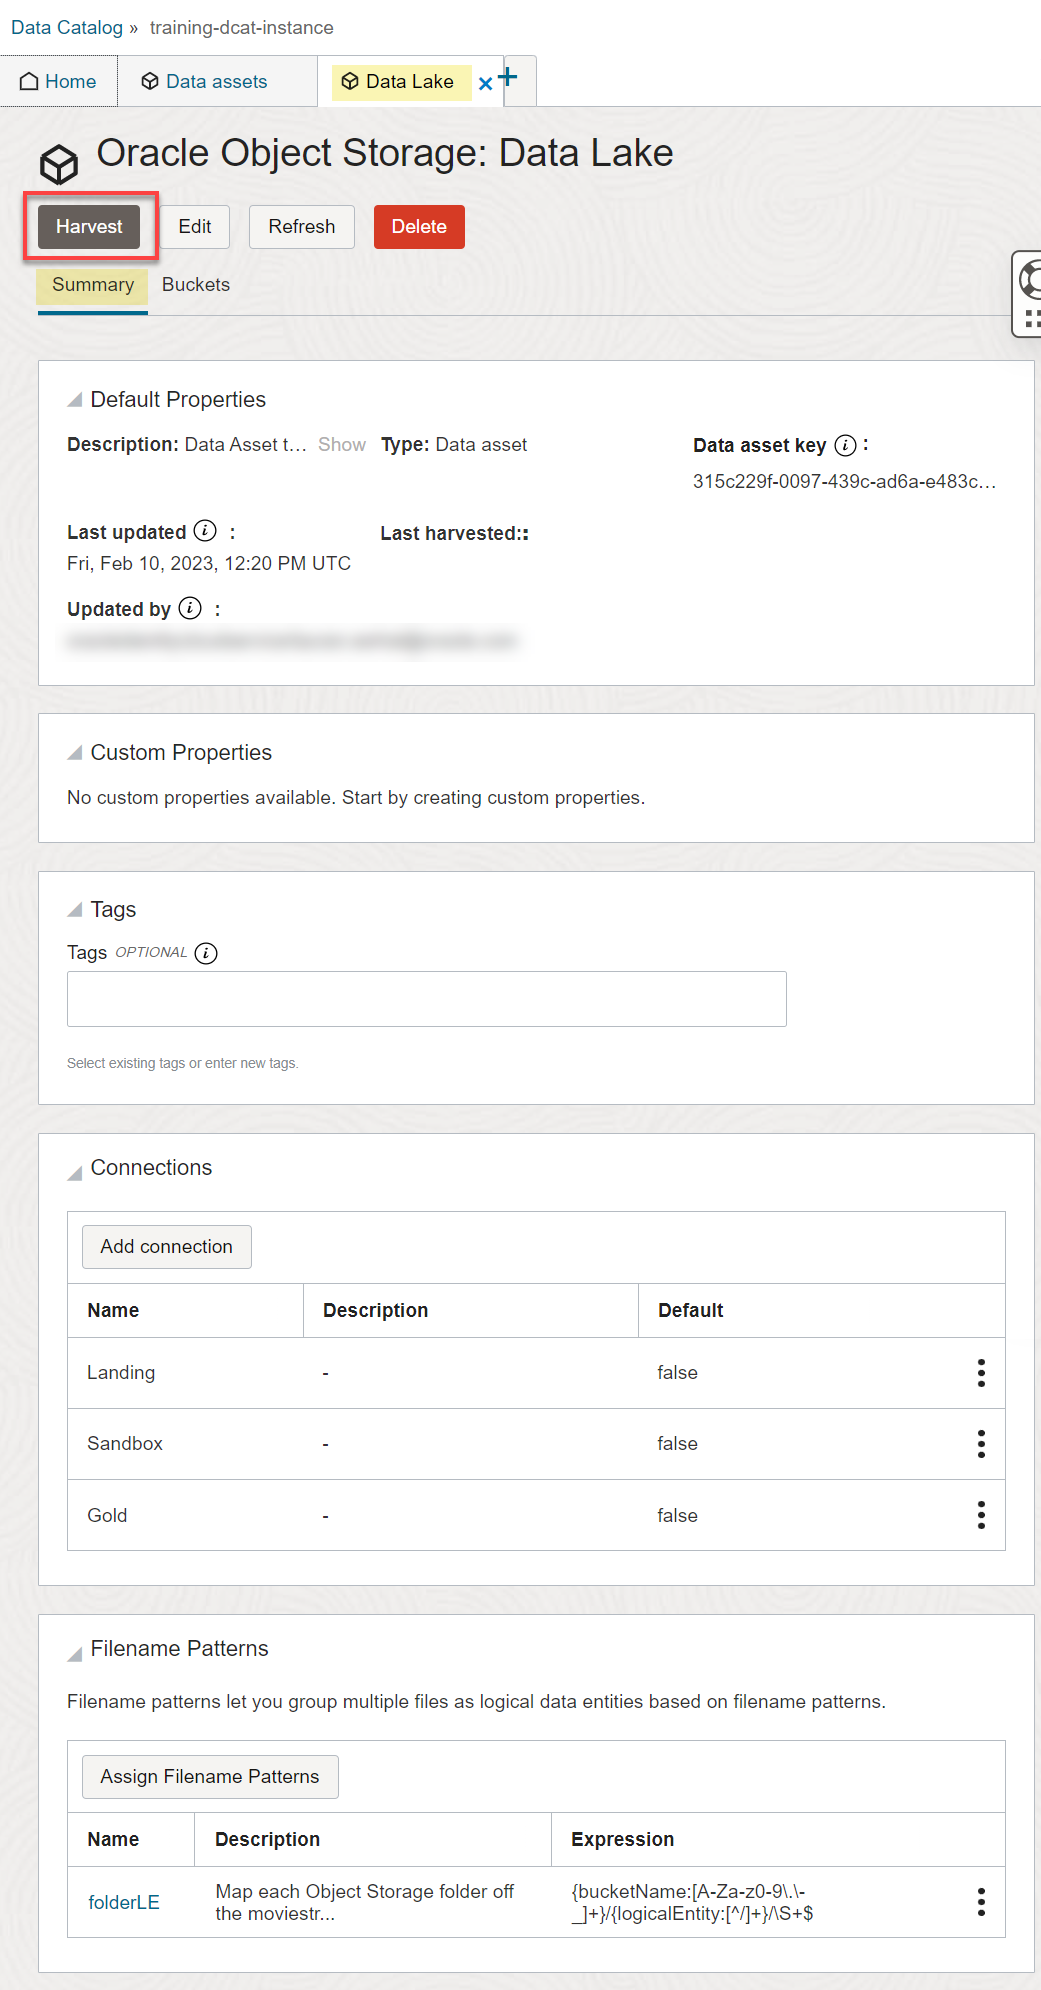 Data Catalog » training-dcat-instance
Home
Data assets
Data Lake
Oracle Object Storage: Data Lake
Harvest
Edit
Refresh
Delete
Summary
Buckets
Default Properties
Description: Data Asset t... Show
Type: Data asset
Data asset key :
315c229f-0097-439c-ad6a-e483c...
Last updated :
Fri, Feb 10, 2023, 12:20 PM UTC
Last harvested::
Updated by :
Custom Properties
No custom properties available. Start by creating custom properties.
Tags
Tags OPTIONAL
Select existing tags or enter new tags.
Connections
Add connection
Name Description Default
Landing - false
Sandbox - false
Gold - false
Filename Patterns
Filename patterns let you group multiple files as logical data entities based on filename patterns.
Assign Filename Patterns
Name Description Expression
folderLE
Map each Object Storage folder off
the moviestr...
{bucketName:[A-Za-z0-9\.\-
_]+}/{logicalEntity:[^/]+}/\S+$